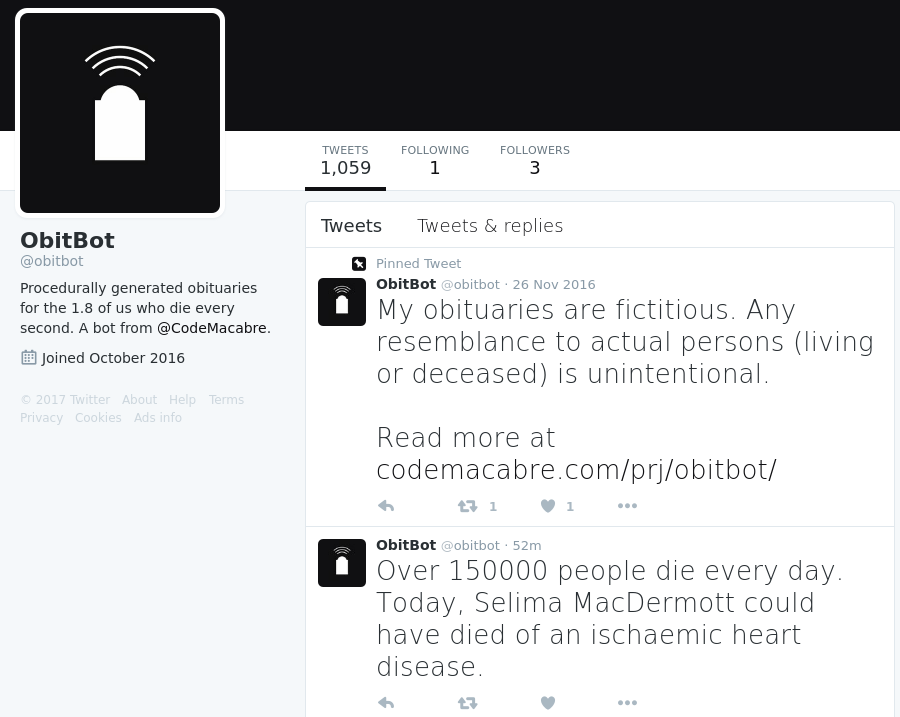 TWEETS
1,059
FOLLOWING
1
FOLLOWERS
3
ObitBot
@obitbot
Procedurally generated obituaries
for the 1.8 of us who die every
second. A bot from @CodeMacabre.
Joined October 2016
© 2017 Twitter About Help Terms
Privacy Cookies Ads info
Tweets Tweets & replies
Pinned Tweet
ObitBot @obitbot · 26 Nov 2016
My obituaries are fictitious. Any
resemblance to actual persons (living
or deceased) is unintentional.
Read more at
codemacabre.com/prj/obitbot/
1 1
ObitBot @obitbot · 52m
Over 150000 people die every day.
Today, Selima MacDermott could
have died of an ischaemic heart
disease.